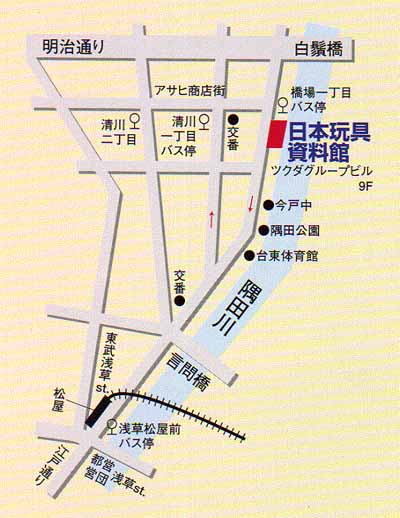 明治通り
白鬚橋
アサヒ商店街
橋場一丁目
バス停
清川
二丁目
清川
一丁目
バス停
交番
日本玩具
資料館
ツクダグループビル
9F
今戸中
隅田公園
台東体育館
交番
隅田川
言問橋
東武浅草st.
松屋
浅草松屋前
バス停
江戸通り
都営
営団
浅草st.